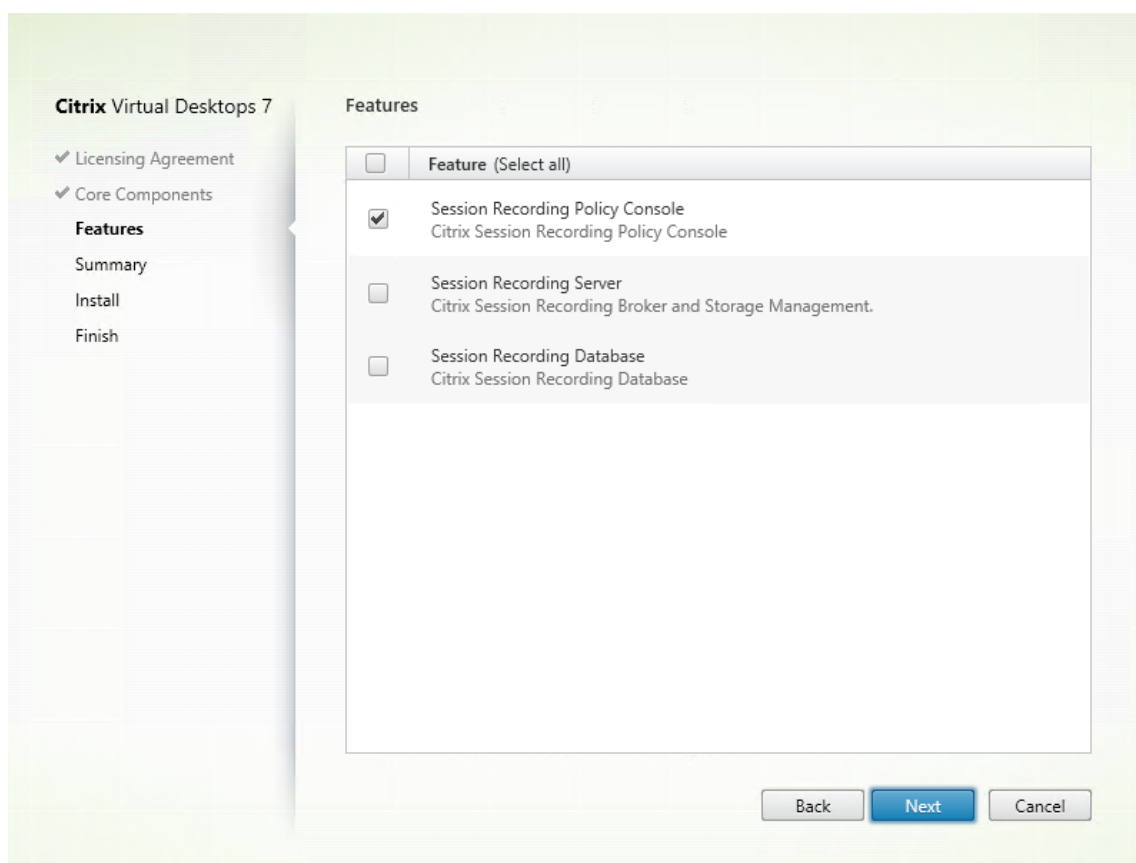 Citrix Virtual Desktops 7
Licensing Agreement
Core Components
Features
Summary
Install
Finish
Features
Feature (Select all)
Session Recording Policy Console
Citrix Session Recording Policy Console
Session Recording Server
Citrix Session Recording Broker and Storage Management.
Session Recording Database
Citrix Session Recording Database
Back Next Cancel